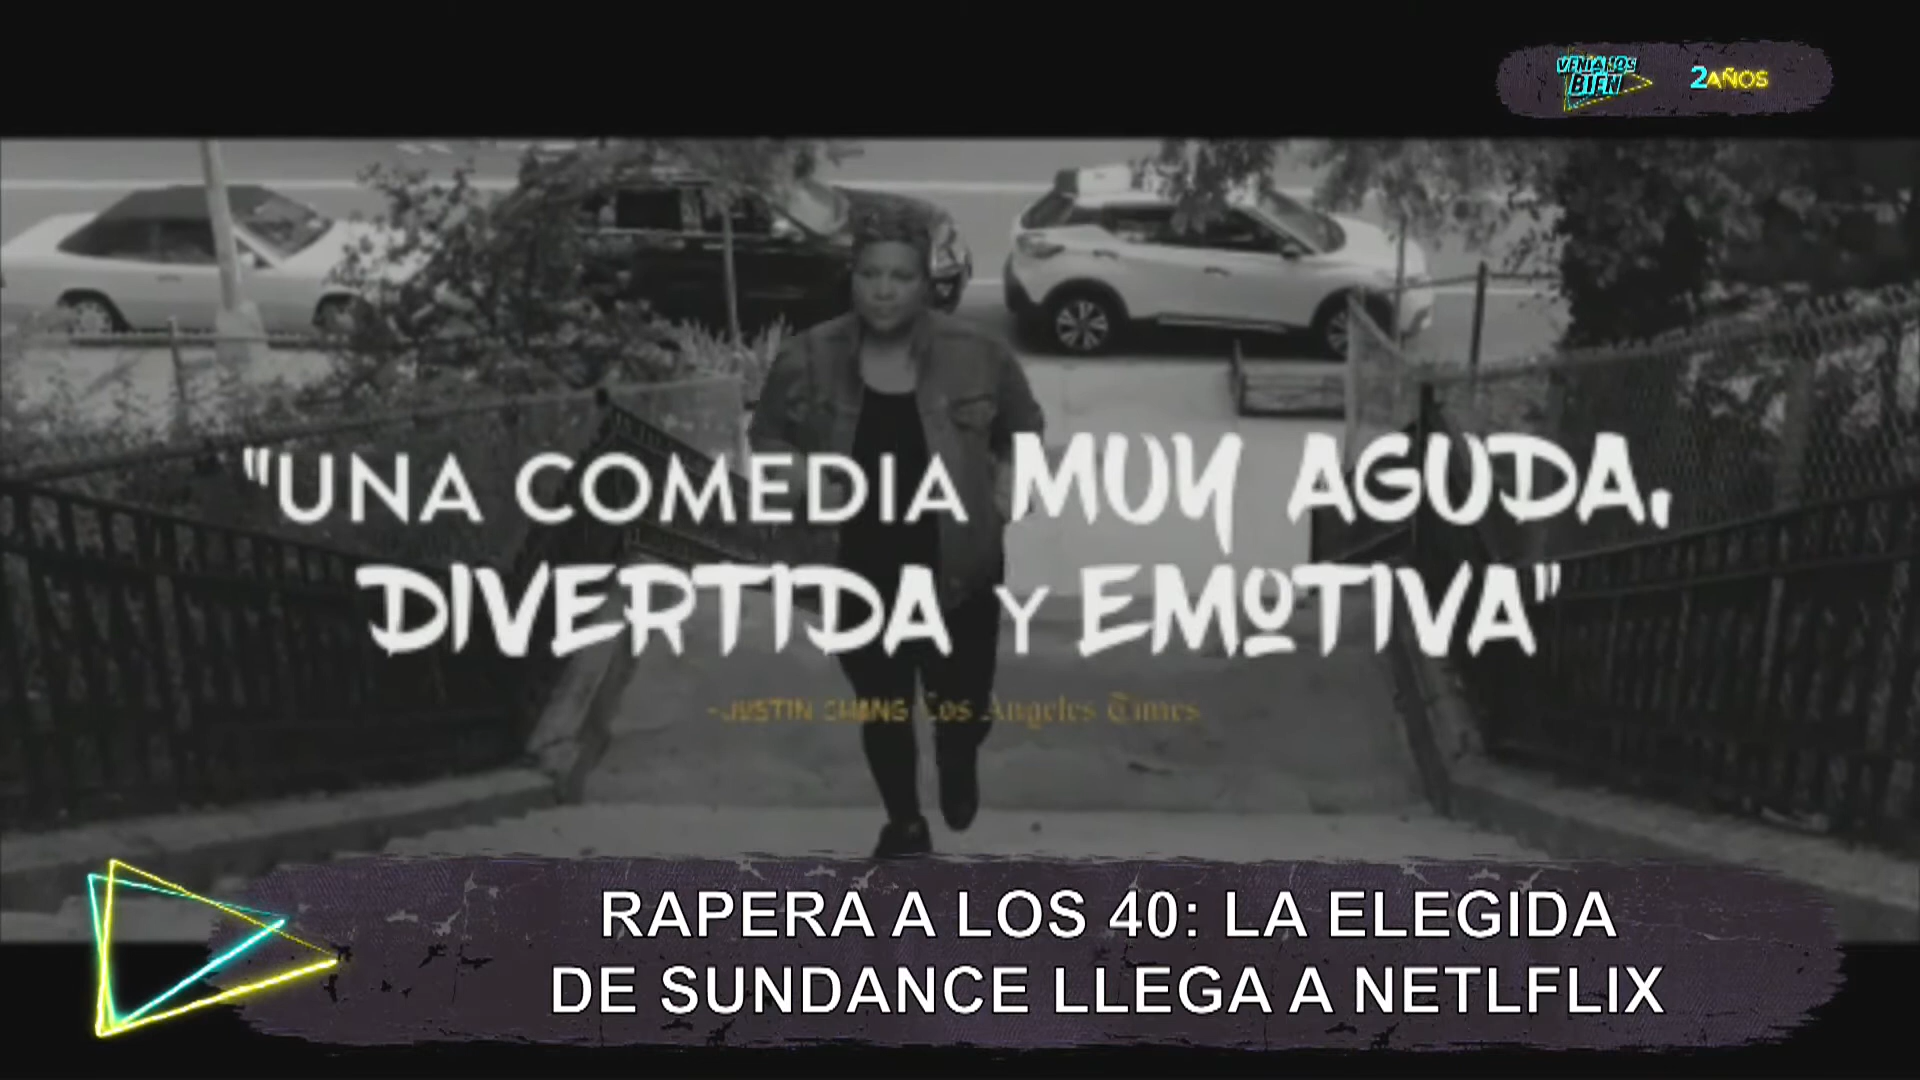 VENIAMOS
BIEN
2AÑOS
"UNA COMEDIA MUY AGUDA,
DIVERTIDA Y EMOTIVA"
-JUSTIN CHANG Los Angeles Times
RAPERA A LOS 40: LA ELEGIDA
DE SUNDANCE LLEGA A NETLFLIX